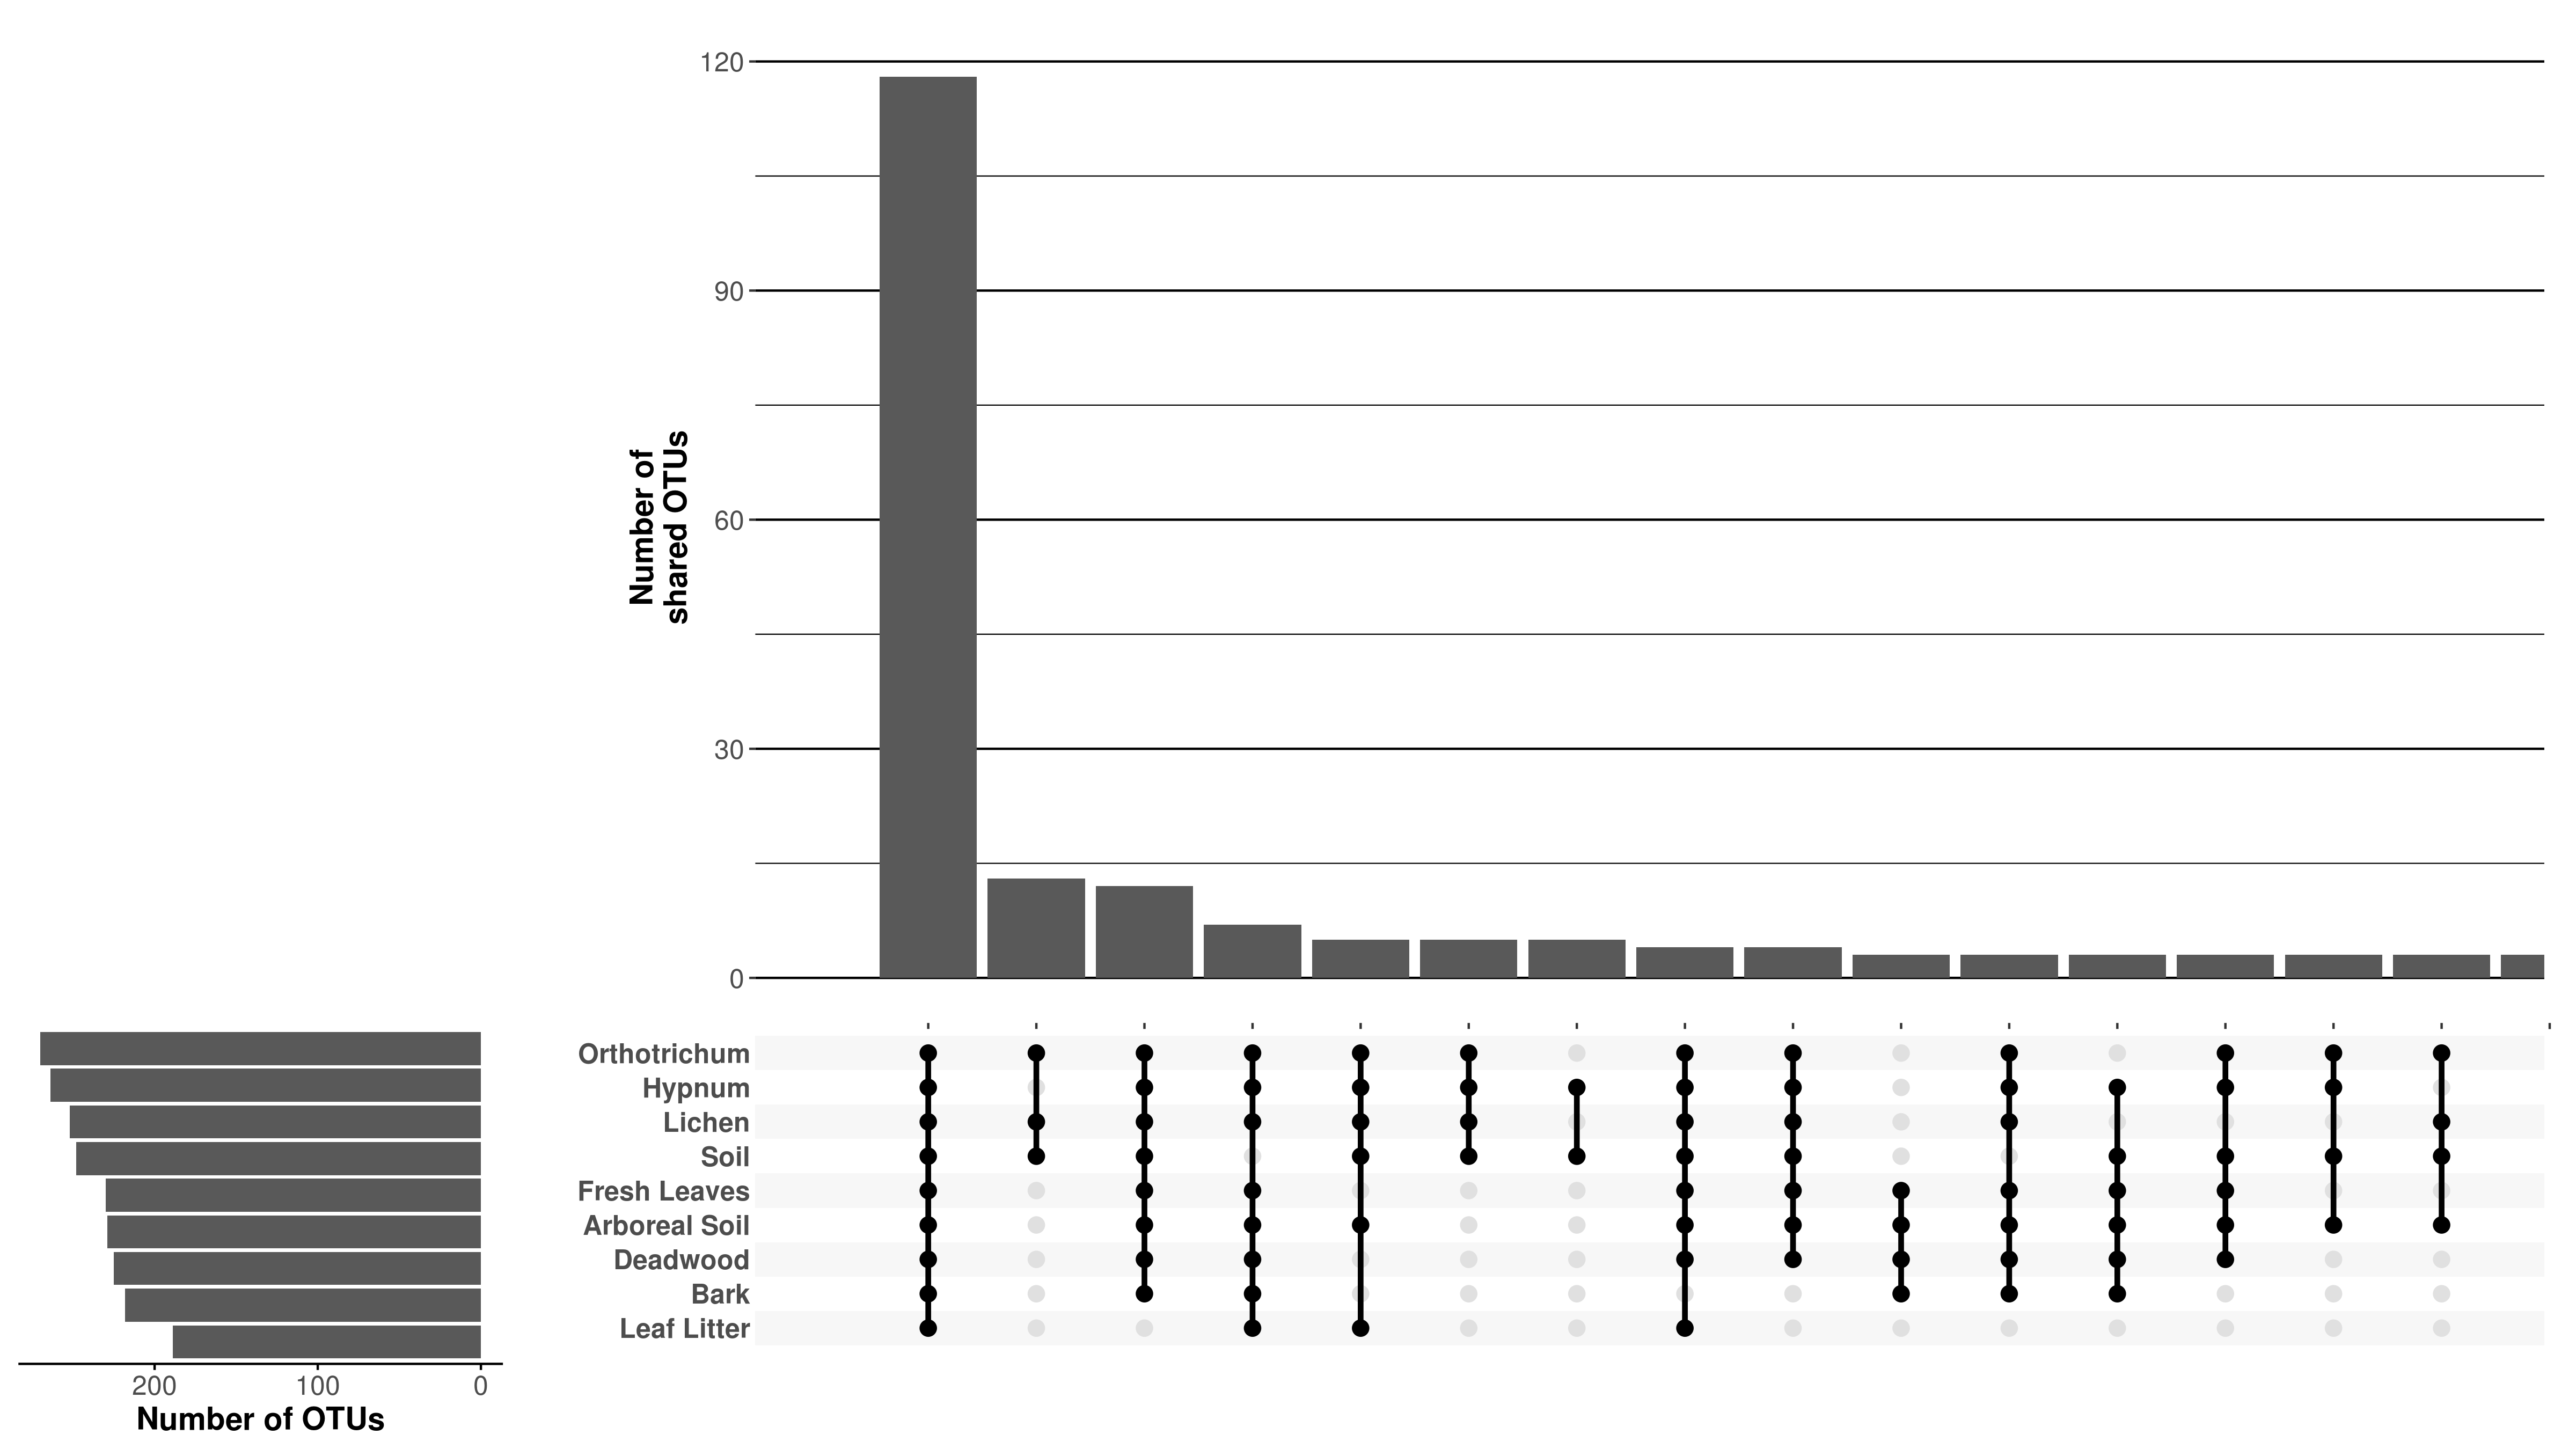 120
90
60
30
0
Number of
shared OTUs
Orthotrichum
Hypnum
Lichen
Soil
Fresh Leaves
Arboreal Soil
Deadwood
Bark
Leaf Litter
200 100 0
Number of OTUs